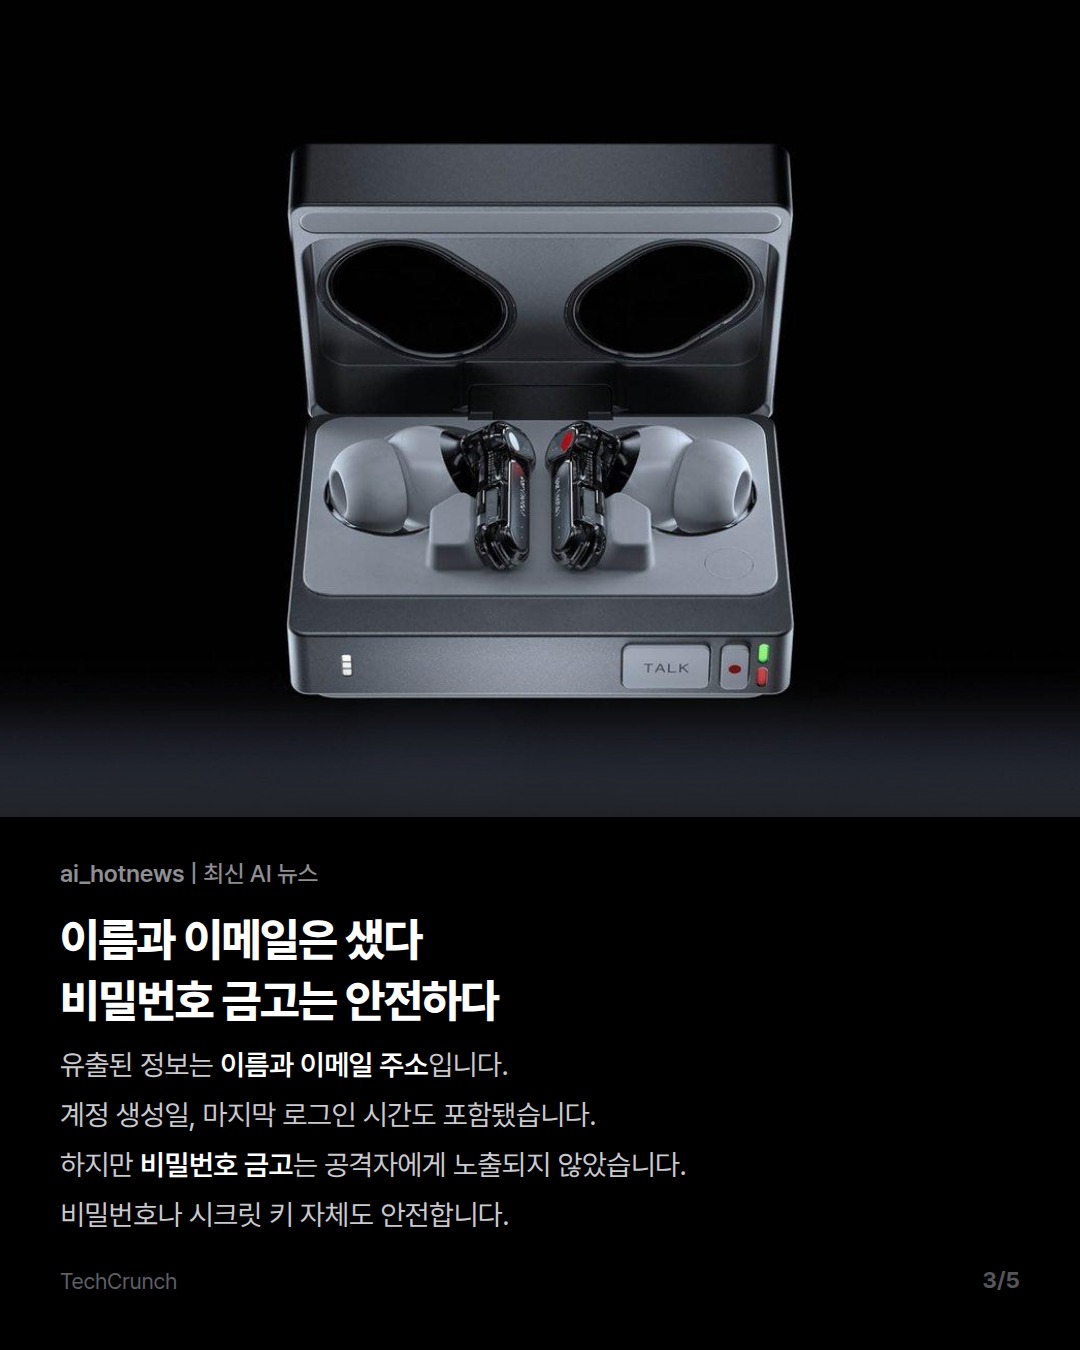 TALK
ai_hotnews | 최신 AI 뉴스
이름과 이메일은 샜다
비밀번호 금고는 안전하다
유출된 정보는 이름과 이메일 주소입니다.
계정 생성일, 마지막 로그인 시간도 포함됐습니다.
하지만 비밀번호 금고는 공격자에게 노출되지 않았습니다.
비밀번호나 시크릿 키 자체도 안전합니다.
TechCrunch
3/5